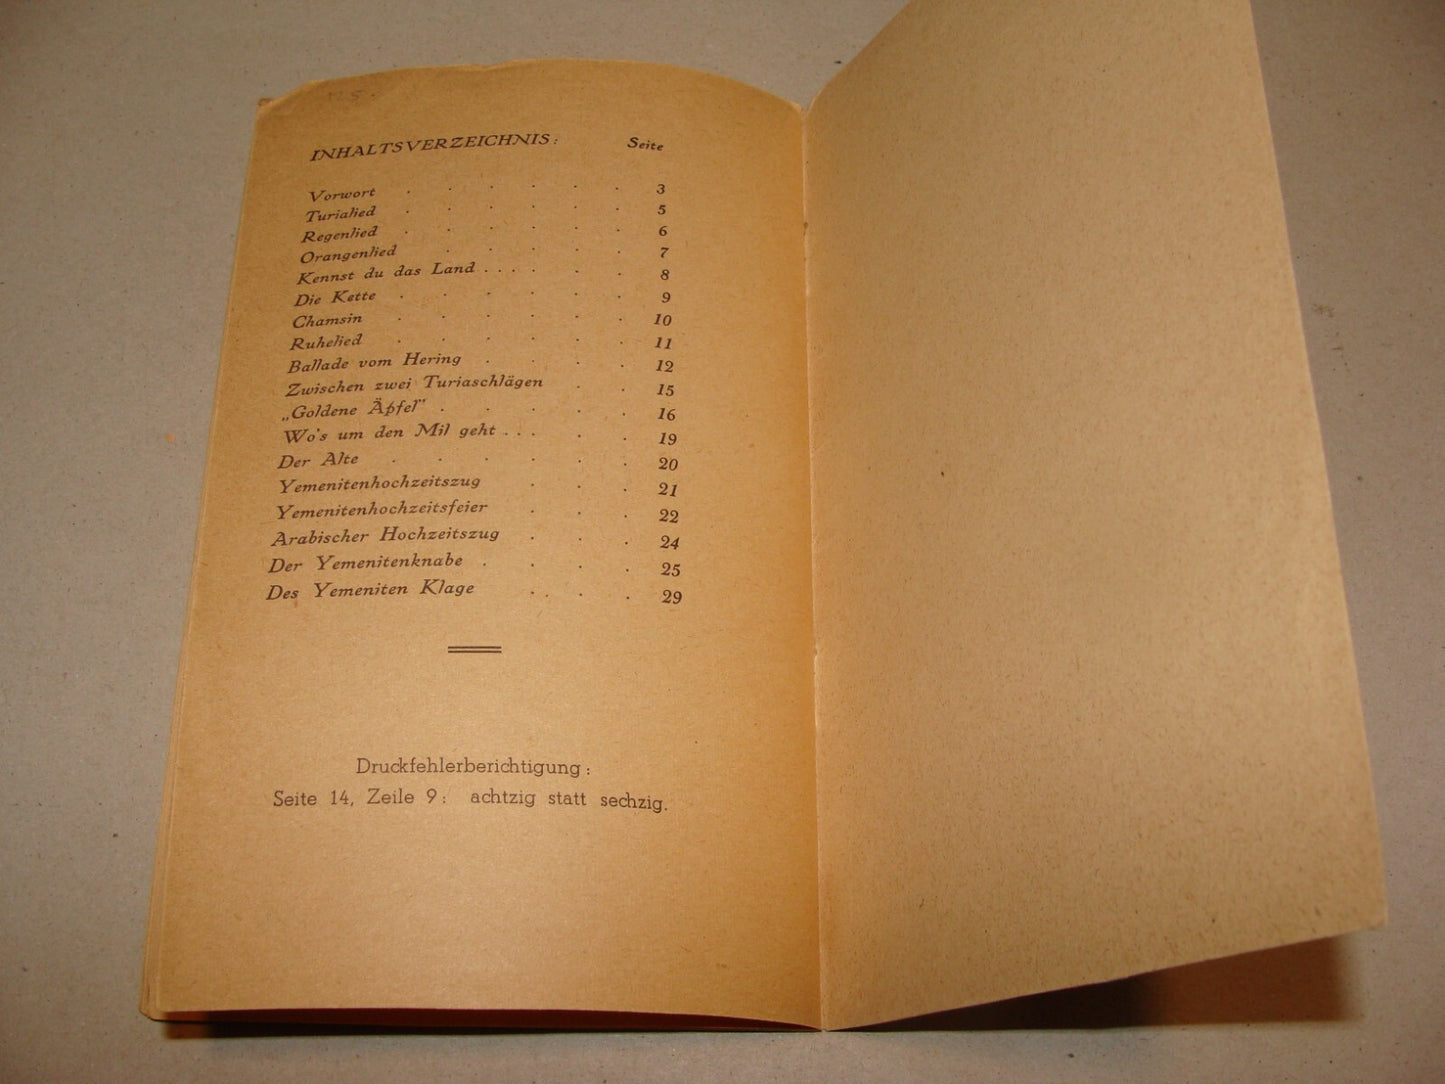 INHALTSVERZEICHNIS: Seite
Vorwort . . . . . . 3
Turialied . . . . . . 5
Regenlied . . . . . . 6
Orangenlied . . . . . 7
Kennst du das Land . . . . . . 8
Die Kette . . . . . . 9
Chamsin . . . . . . 10
Ruhelied . . . . . . 11
Ballade vom Hering . . . . 12
Zwischen zwei Turiaschlägen . . 15
„Goldene Äpfel" . . . . . 16
Wo's um den Mil geht . . . . . 19
Der Alte . . . . . . 20
Yemenitenhochzeitszug . . . 21
Yemenitenhochzeitsfeier . . . 22
Arabischer Hochzeitszug . . . 24
Der Yemenitenknabe . . . . 25
Des Yemeniten Klage . . . . 29
Druckfehlerberichtigung:
Seite 14, Zeile 9: achtzig statt sechzig.